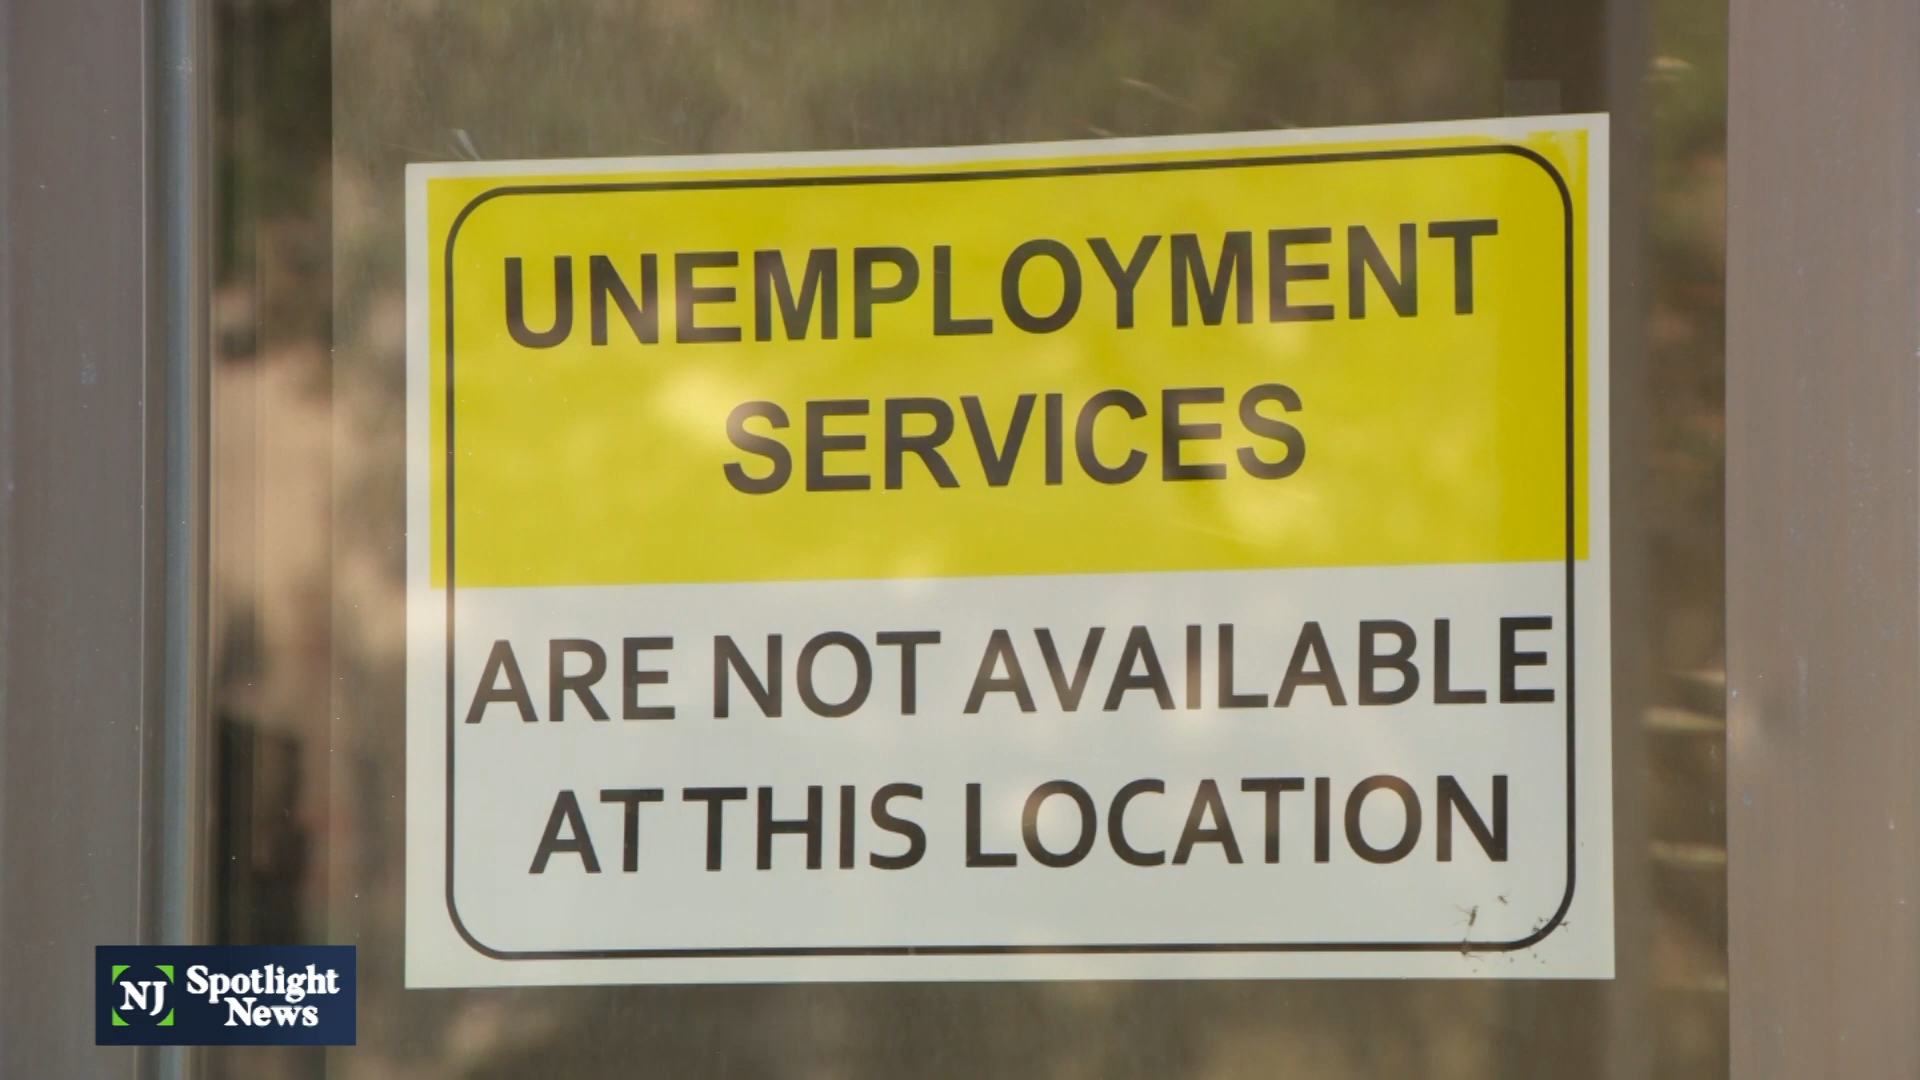 UNEMPLOYMENT
SERVICES
ARE NOT AVAILABLE
AT THIS LOCATION
NJ Spotlight
News